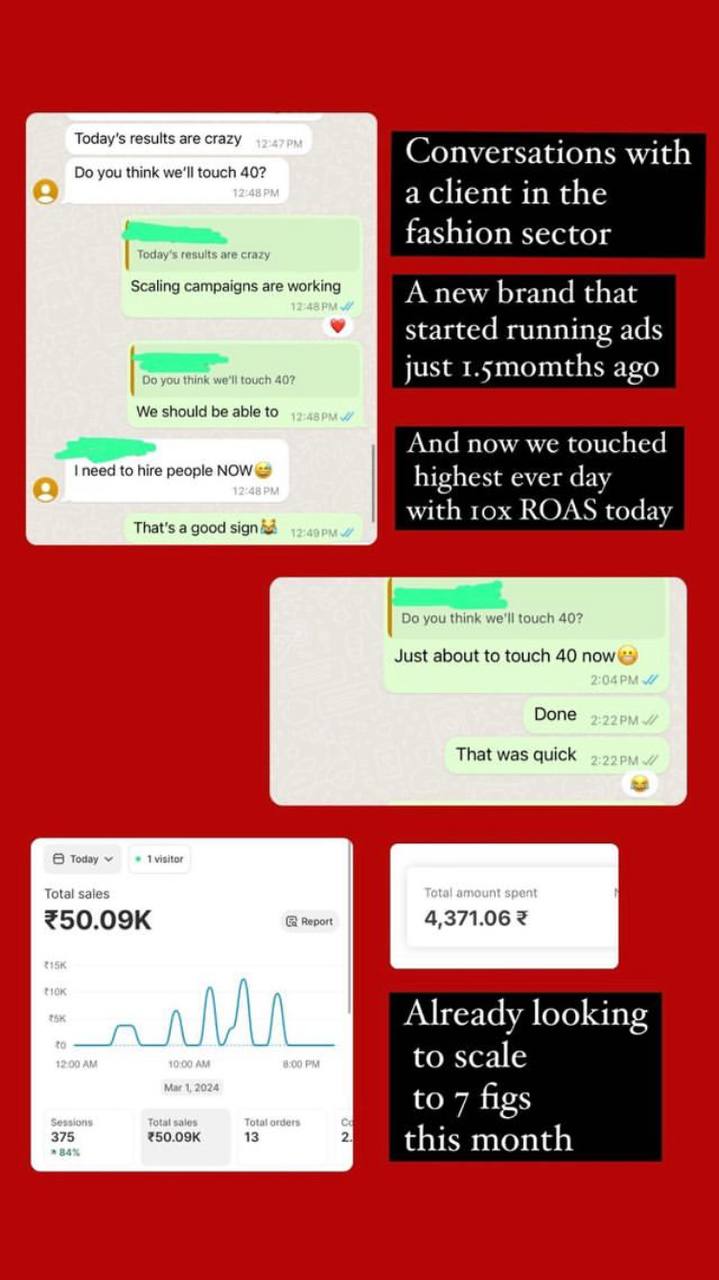 Today's results are crazy 12:47 PM
Do you think we'll touch 40?
12:48 PM
Today's results are crazy
Scaling campaigns are working
12:48 PM
Do you think we'll touch 40?
We should be able to 12:48 PM
I need to hire people NOW😅
12:48 PM
That's a good sign😹 12:49 PM
Conversations with
a client in the
fashion sector
A new brand that
started running ads
just 1.5momths ago
And now we touched
highest ever day
with 10x ROAS today
Do you think we'll touch 40?
Just about to touch 40 now😬
2:04 PM
Done 2:22 PM
That was quick 2:22 PM
Today
1 visitor
Total sales
₹50.09K
Report
₹15K
₹10K
₹5K
₹0
12:00 AM 10:00 AM 8:00 PM
Mar 1, 2024
Sessions
375
84%
Total sales
₹50.09K
Total orders
13
2.
Total amount spent
4,371.06 ₹
Already looking
to scale
to 7 figs
this month